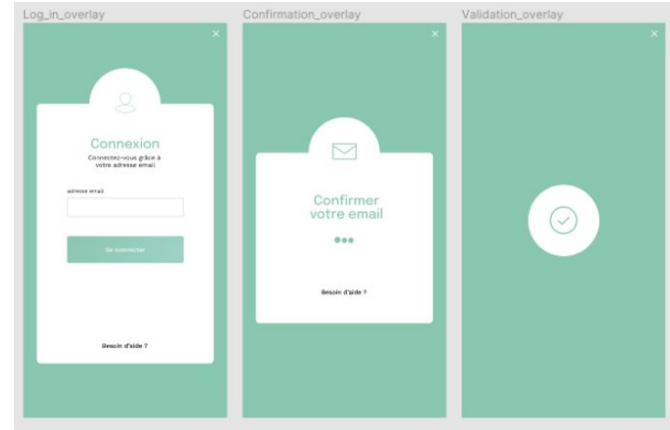 Log_in_overlay
Connexion
Connectez-vous grâce à
votre adresse email
adresse email
Se connecter
Besoin d'aide ?
Confirmation_overlay
Confirmer
votre email
Besoin d'aide ?
Validation_overlay